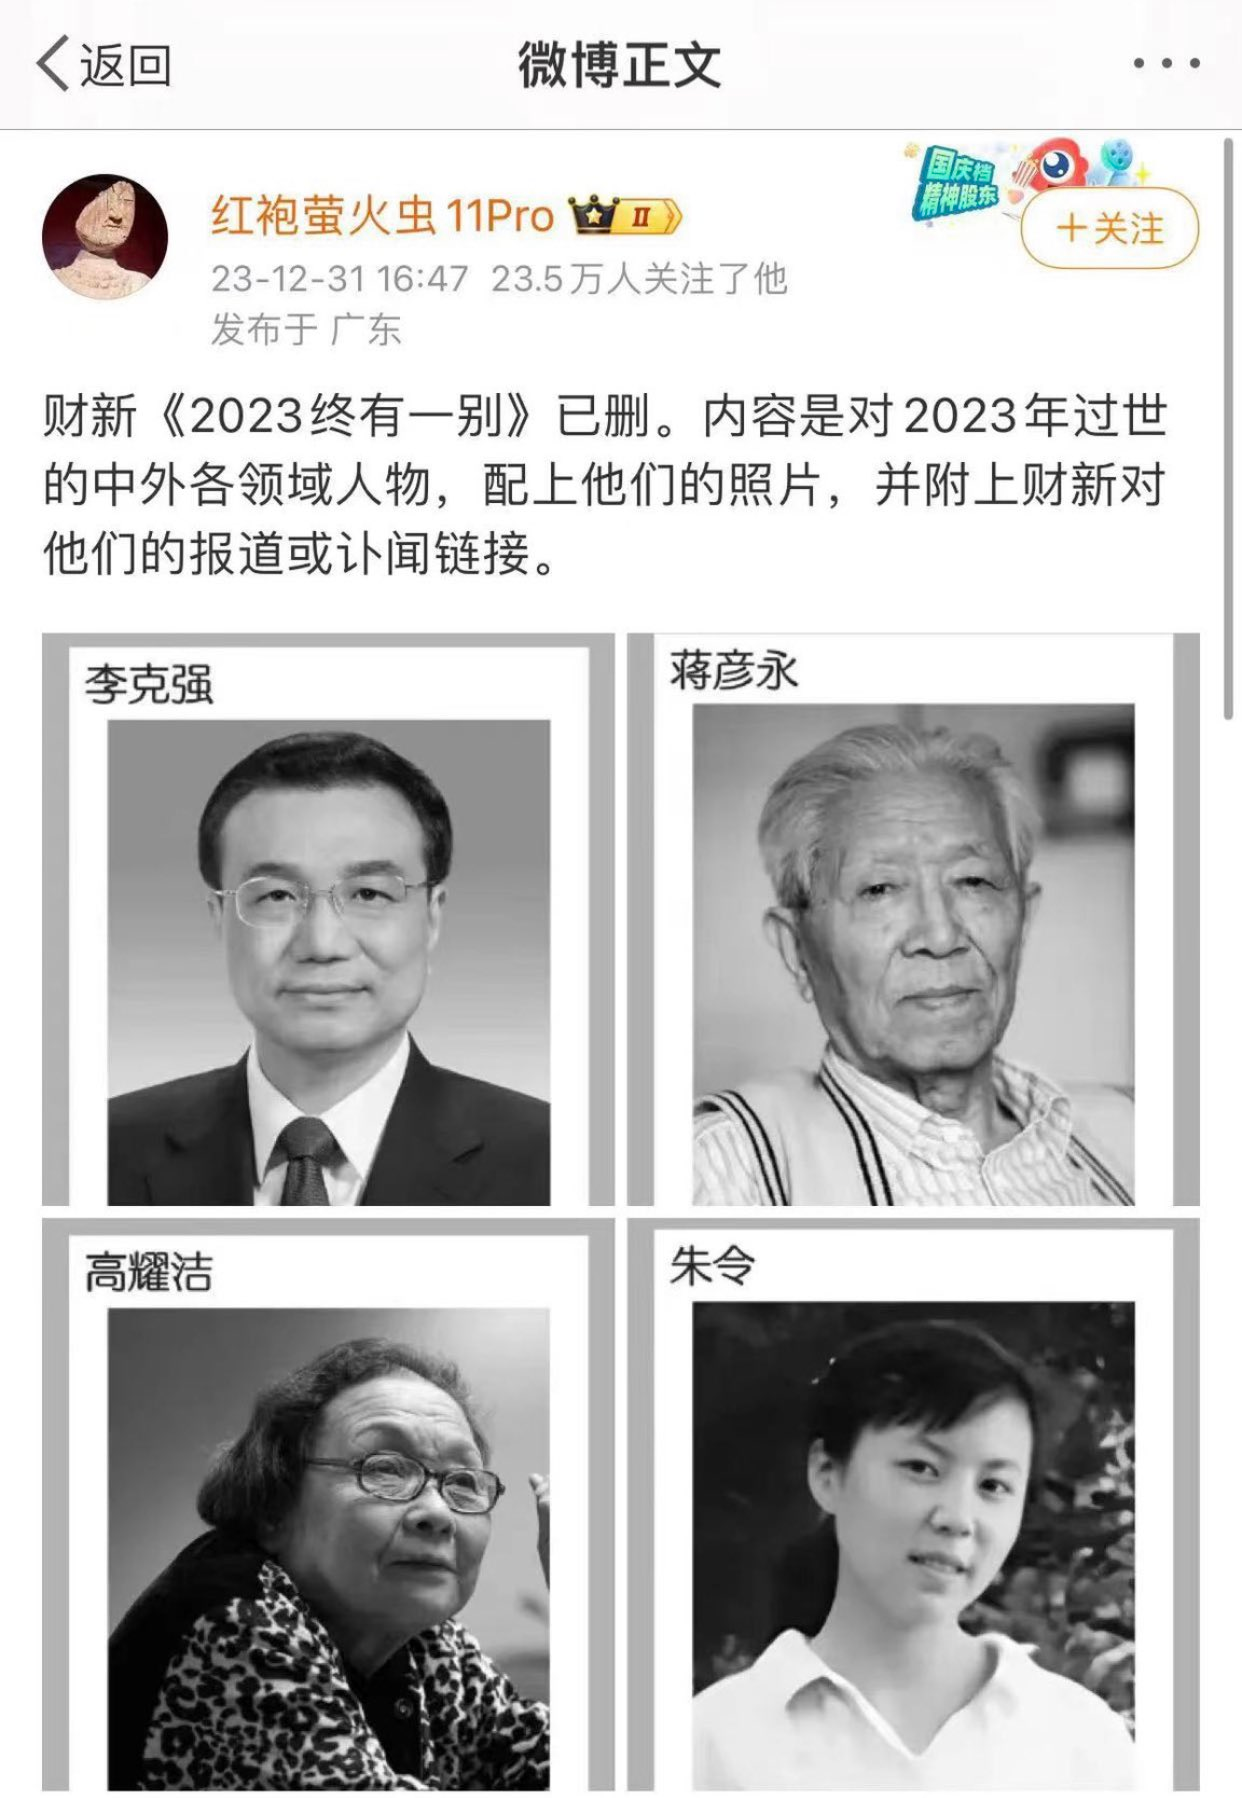 返回
微博正文
国庆档
精神股东
红袍萤火虫11Pro
II
+关注
23-12-31 16:47 23.5万人关注了他
发布于 广东
财新《2023终有一别》已删。内容是对2023年过世
的中外各领域人物，配上他们的照片，并附上财新对
他们的报道或讣闻链接。
李克强
蒋彦永
高耀洁
朱令